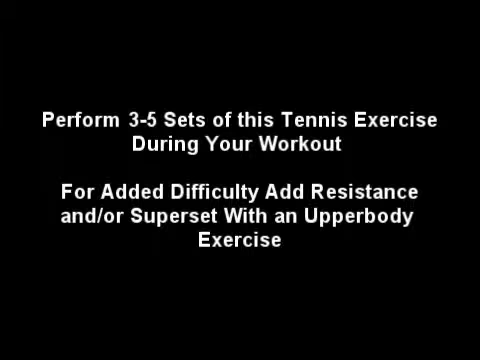 Perform 3-5 Sets of this Tennis Exercise
During Your Workout
For Added Difficulty Add Resistance
and/or Superset With an Upperbody
Exercise